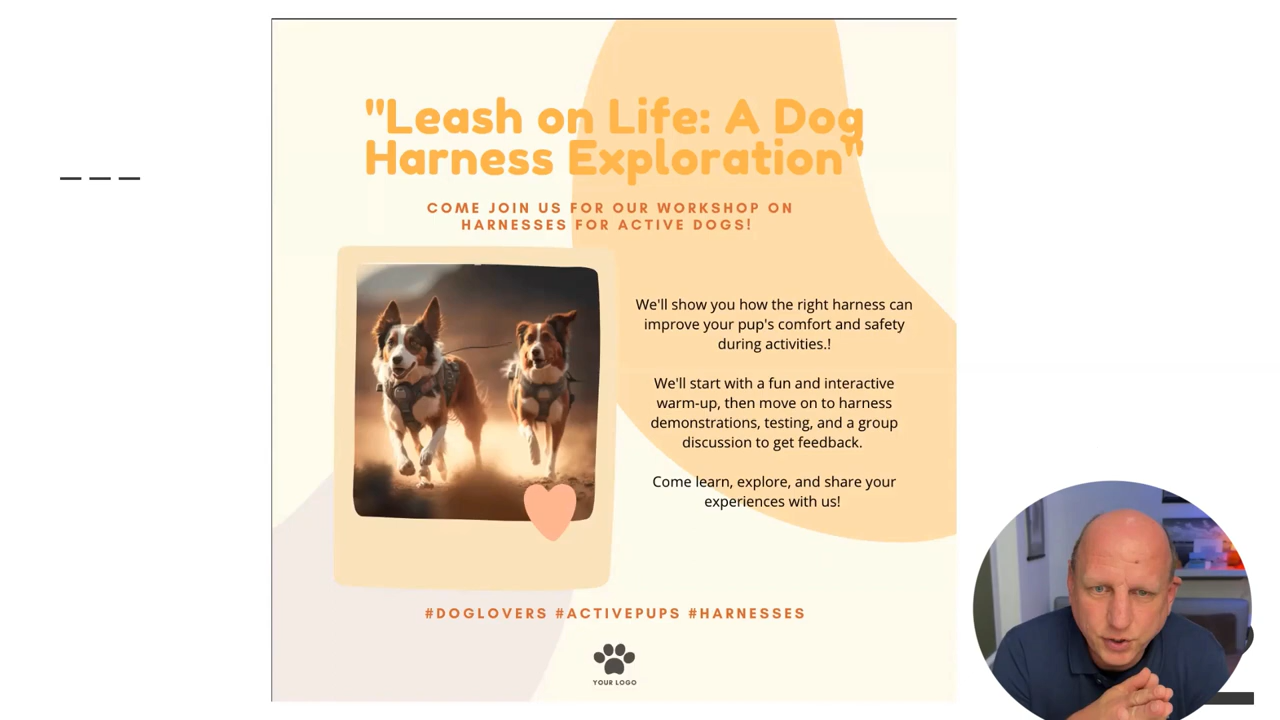 "Leash on Life: A Dog
Harness Exploration"
COME JOIN US FOR OUR WORKSHOP ON
HARNESSES FOR ACTIVE DOGS!
We'll show you how the right harness can
improve your pup's comfort and safety
during activities.!
We'll start with a fun and interactive
warm-up, then move on to harness
demonstrations, testing, and a group
discussion to get feedback.
Come learn, explore, and share your
experiences with us!
#DOGLOVERS #ACTIVEPUPS #HARNESSES
YOUR LOGO